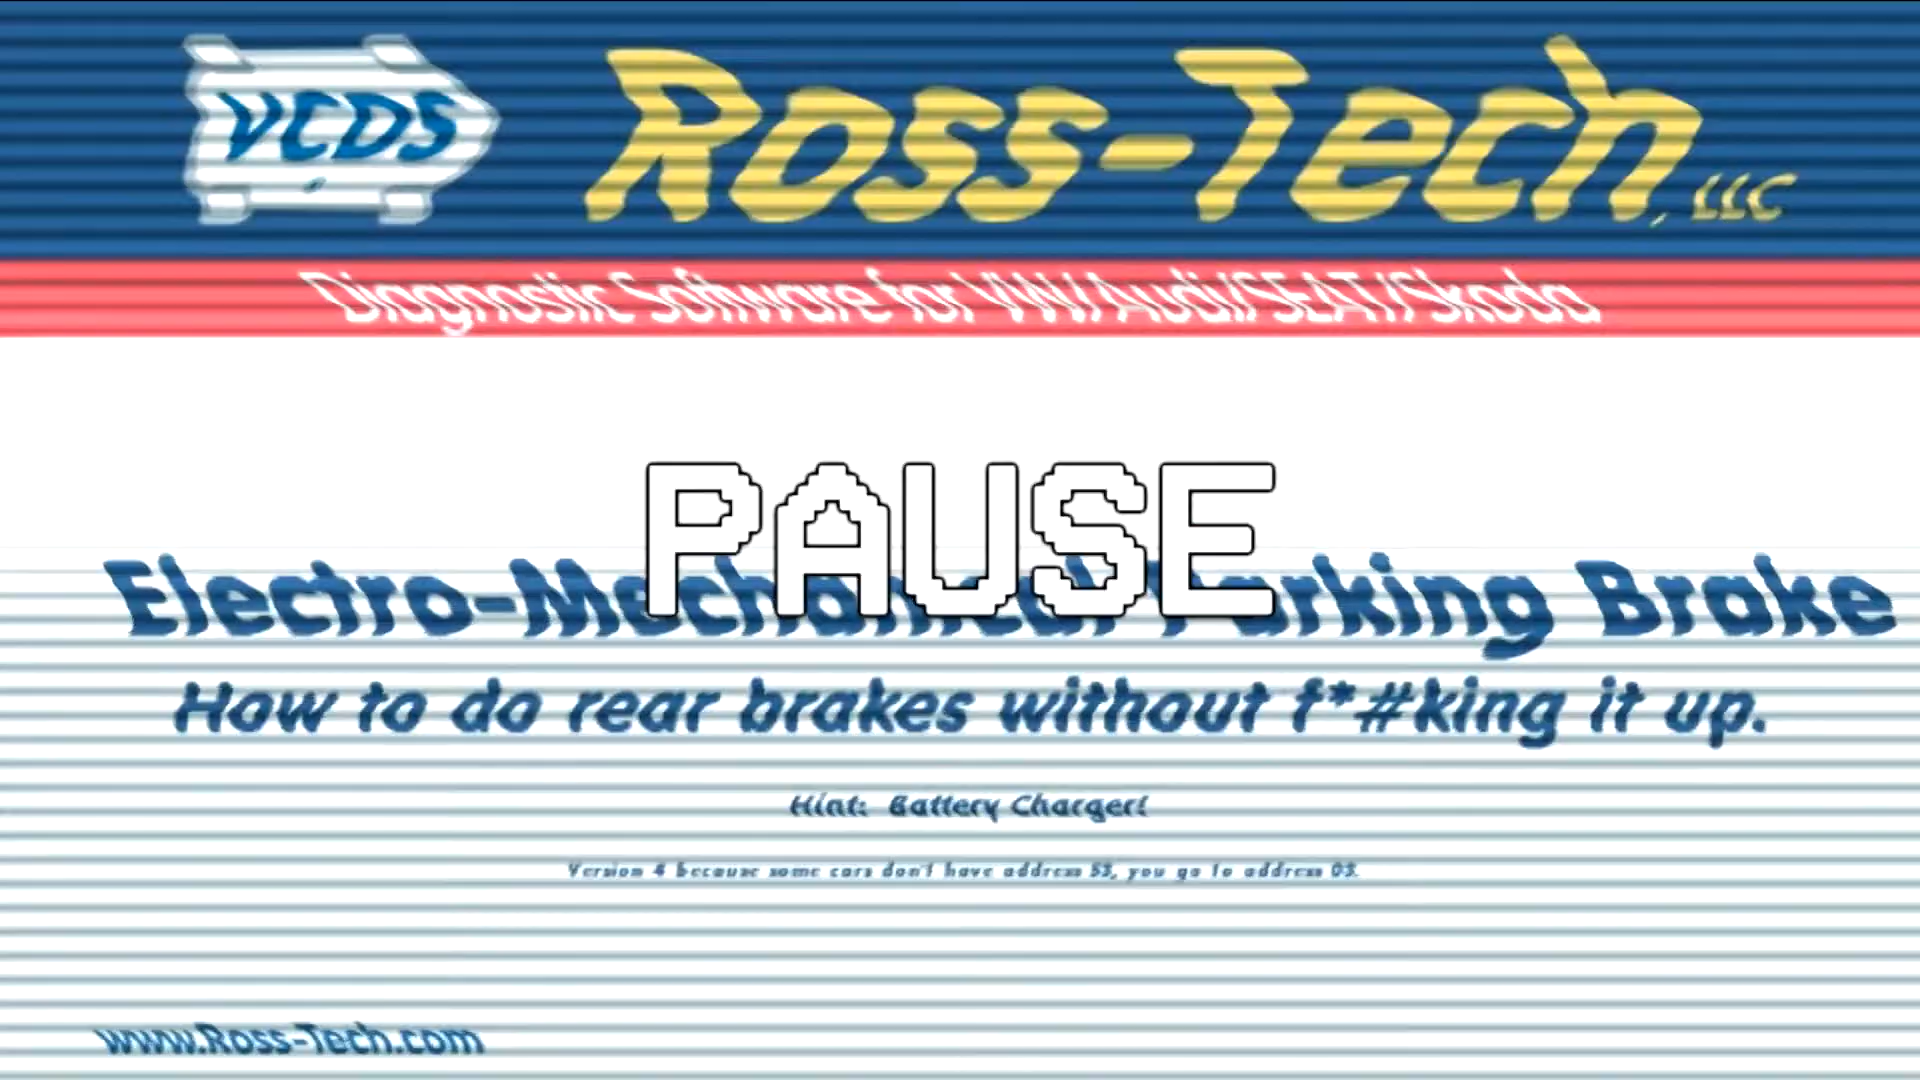 VCDS
Ross-Tech, LLC
Diagnostic Software for VW/Audi/SEAT/Skoda
PAUSE
Electro-Mechanical Parking Brake
How to do rear brakes without f*#king it up.
Hint: Battery Charger!
Version 4 because some cars don't have address 53, you go to address 03.
www.Ross-Tech.com